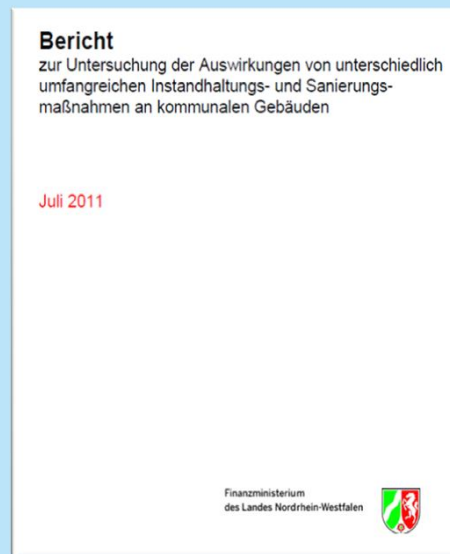 Bericht
zur Untersuchung der Auswirkungen von unterschiedlich
umfangreichen Instandhaltungs- und Sanierungs-
maßnahmen an kommunalen Gebäuden
Juli 2011
Finanzministerium
des Landes Nordrhein-Westfalen